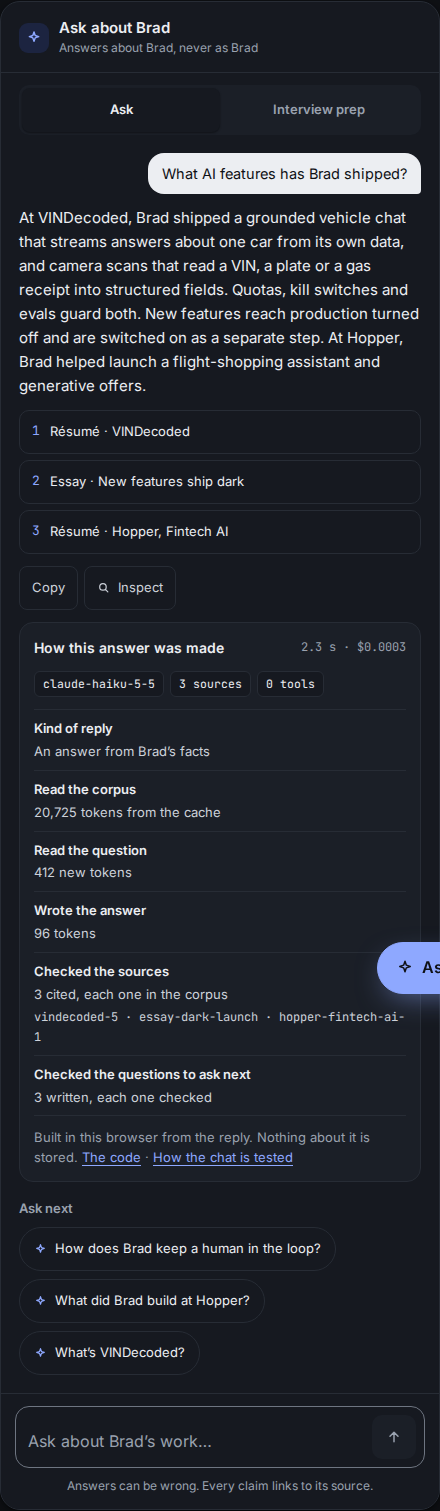 Ask about Brad
Answers about Brad, never as Brad
Ask
Interview prep
What AI features has Brad shipped?
At VINDecoded, Brad shipped a grounded vehicle chat
that streams answers about one car from its own data,
and camera scans that read a VIN, a plate or a gas
receipt into structured fields. Quotas, kill switches and
evals guard both. New features reach production turned
off and are switched on as a separate step. At Hopper,
Brad helped launch a flight-shopping assistant and
generative offers.
1 Résumé · VINDecoded
2 Essay · New features ship dark
3 Résumé · Hopper, Fintech AI
Copy
Inspect
How this answer was made
2.3 s · $0.0003
claude-haiku-5-5
3 sources
0 tools
Kind of reply
An answer from Brad’s facts
Read the corpus
20,725 tokens from the cache
Read the question
412 new tokens
Wrote the answer
96 tokens
As
Checked the sources
3 cited, each one in the corpus
vindecoded-5 · essay-dark-launch · hopper-fintech-ai-
1
Checked the questions to ask next
3 written, each one checked
Built in this browser from the reply. Nothing about it is
stored. The code · How the chat is tested
Ask next
How does Brad keep a human in the loop?
What did Brad build at Hopper?
What’s VINDecoded?
Ask about Brad’s work…
Answers can be wrong. Every claim links to its source.